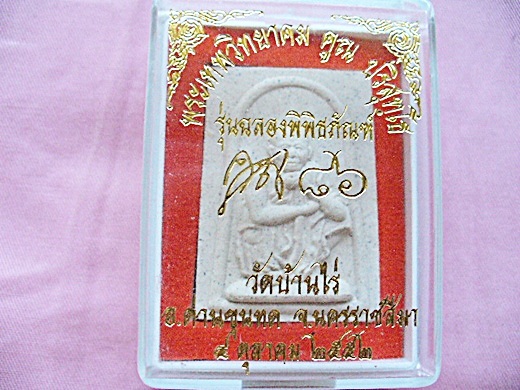 พระเทพวิทยาคม คูณ ปริสุทฺโธ
รุ่นฉลองพิพิธภัณฑ์
คูณ ๘๖
วัดบ้านไร่
อ.ด่านขุนทด จ.นครราชสีมา
๔ ตุลาคม ๒๕๕๒